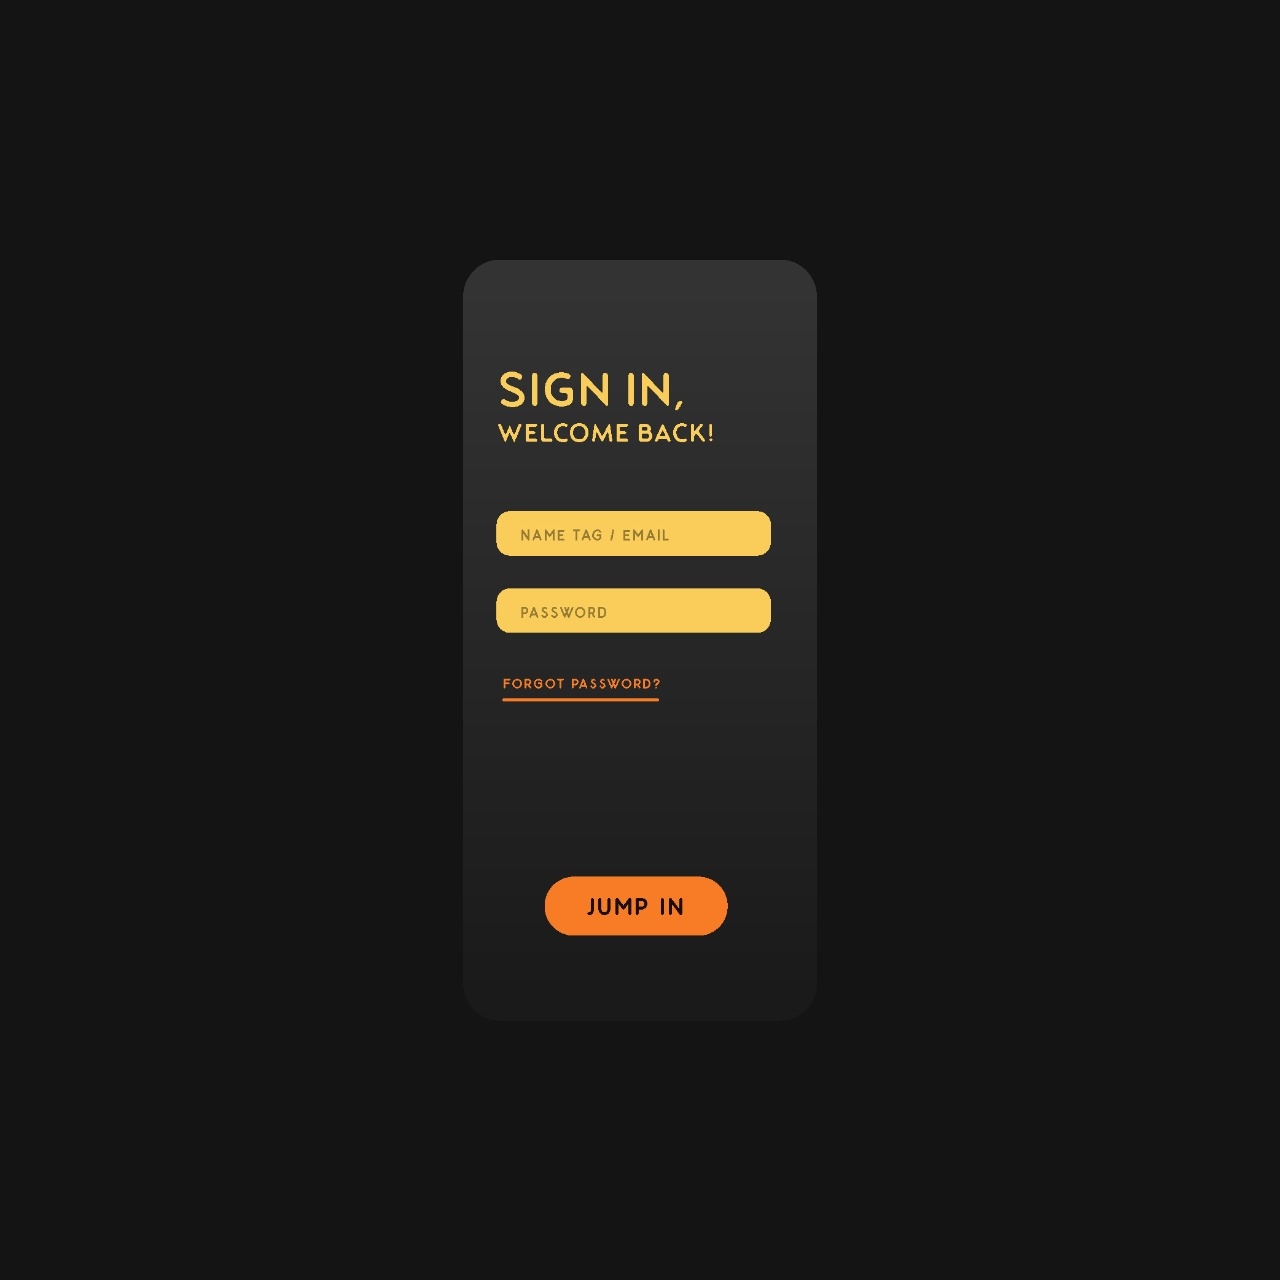 SIGN IN,
WELCOME BACK!
NAME TAG / EMAIL
PASSWORD
FORGOT PASSWORD?
JUMP IN